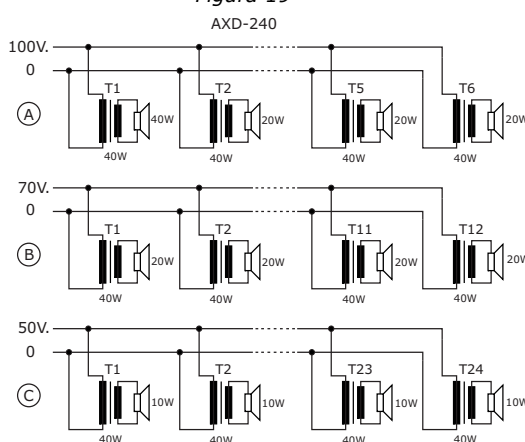 Figura 19
AXD-240
100V.
0
T1 T2 T5 T6
A 40W 20W 20W 20W
40W 40W 40W 40W
70V.
0
T1 T2 T11 T12
B 20W 20W 20W 20W
40W 40W 40W 40W
50V.
0
T1 T2 T23 T24
C 10W 10W 10W 10W
40W 40W 40W 40W